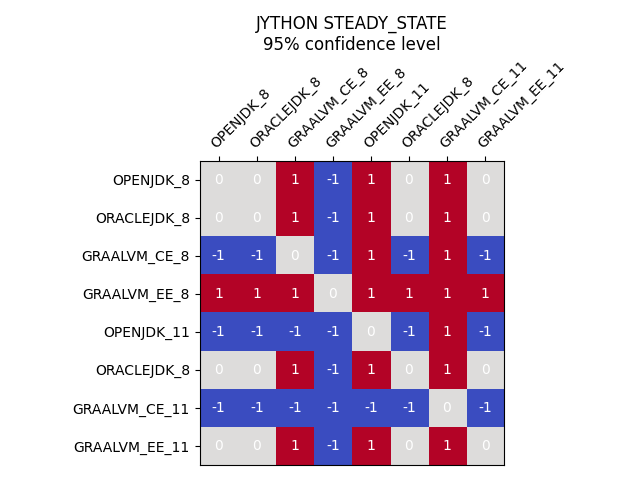 JYTHON STEADY_STATE
95% confidence level
OPENJDK_8 ORACLEJDK_8 GRAALVM_CE_8 GRAALVM_EE_8 OPENJDK_11 ORACLEJDK_8 GRAALVM_CE_11 GRAALVM_EE_11
OPENJDK_8 0 0 1 -1 1 0 1 0
ORACLEJDK_8 0 0 1 -1 1 0 1 0
GRAALVM_CE_8 -1 -1 0 -1 1 -1 1 -1
GRAALVM_EE_8 1 1 1 0 1 1 1 1
OPENJDK_11 -1 -1 -1 -1 0 -1 1 -1
ORACLEJDK_8 0 0 1 -1 1 0 1 0
GRAALVM_CE_11 -1 -1 -1 -1 -1 -1 0 -1
GRAALVM_EE_11 0 0 1 -1 1 0 1 0